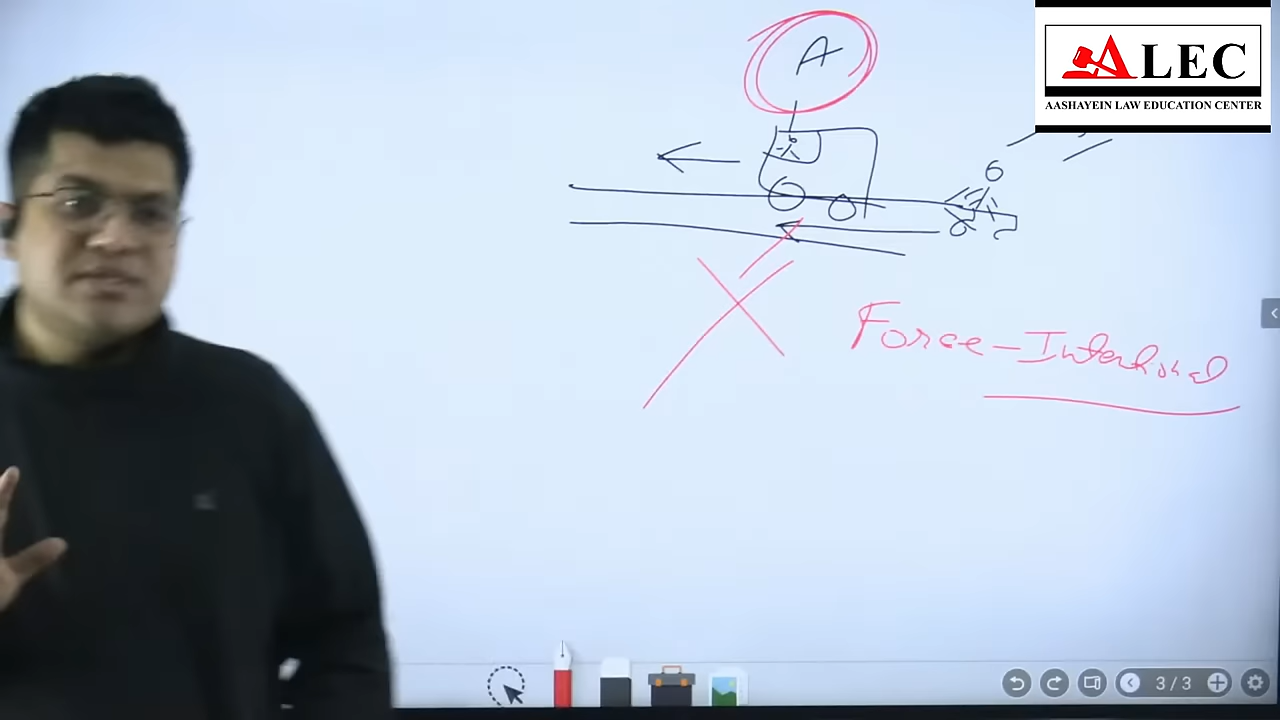 A
ALEC
AASHAYEIN LAW EDUCATION CENTER
Force - Intentional
3 / 3